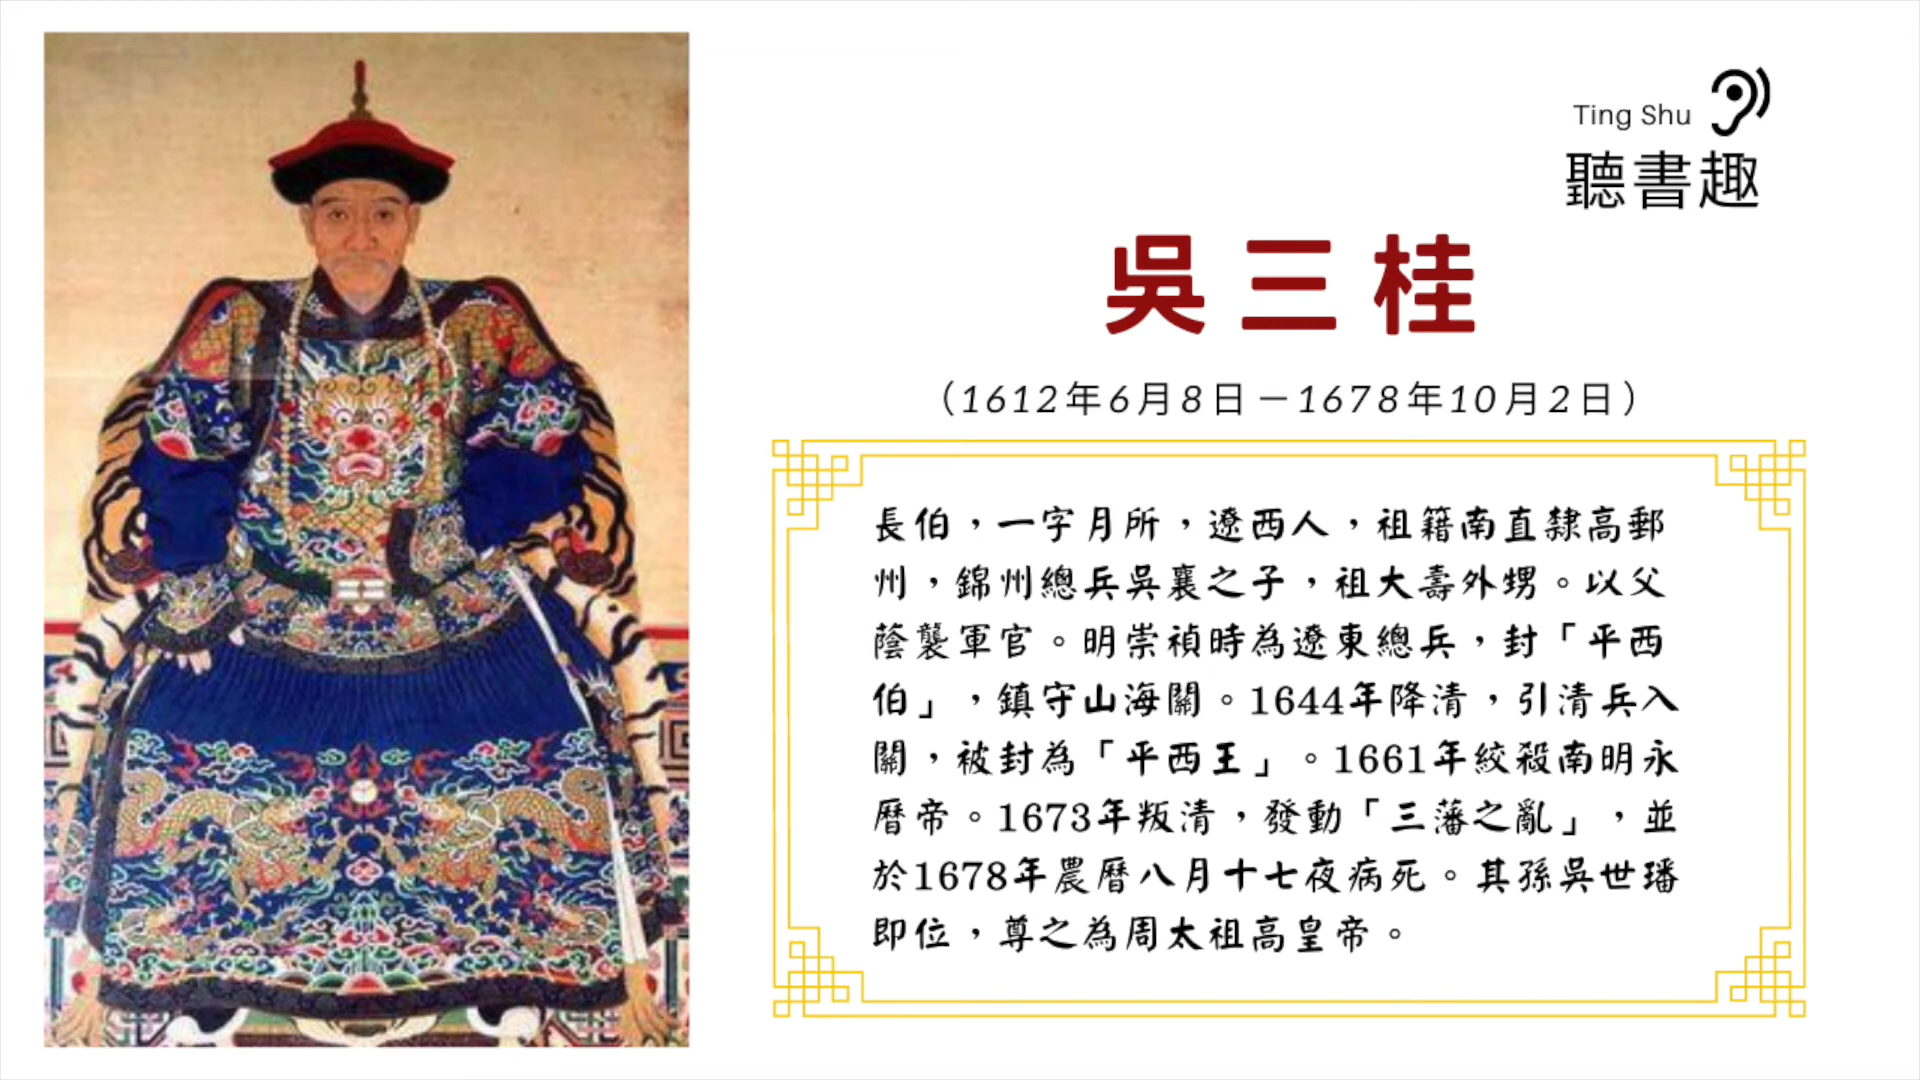 Ting Shu
聽書趣
吳三桂
（1612年6月8日－1678年10月2日）
長伯，一字月所，遼西人，祖籍南直隸高郵
州，錦州總兵吳襄之子，祖大壽外甥。以父
蔭襲軍官。明崇禎時為遼東總兵，封「平西
伯」，鎮守山海關。1644年降清，引清兵入
關，被封為「平西王」。1661年絞殺南明永
曆帝。1673年叛清，發動「三藩之亂」，並
於1678年農曆八月十七夜病死。其孫吳世璠
即位，尊之為周太祖高皇帝。